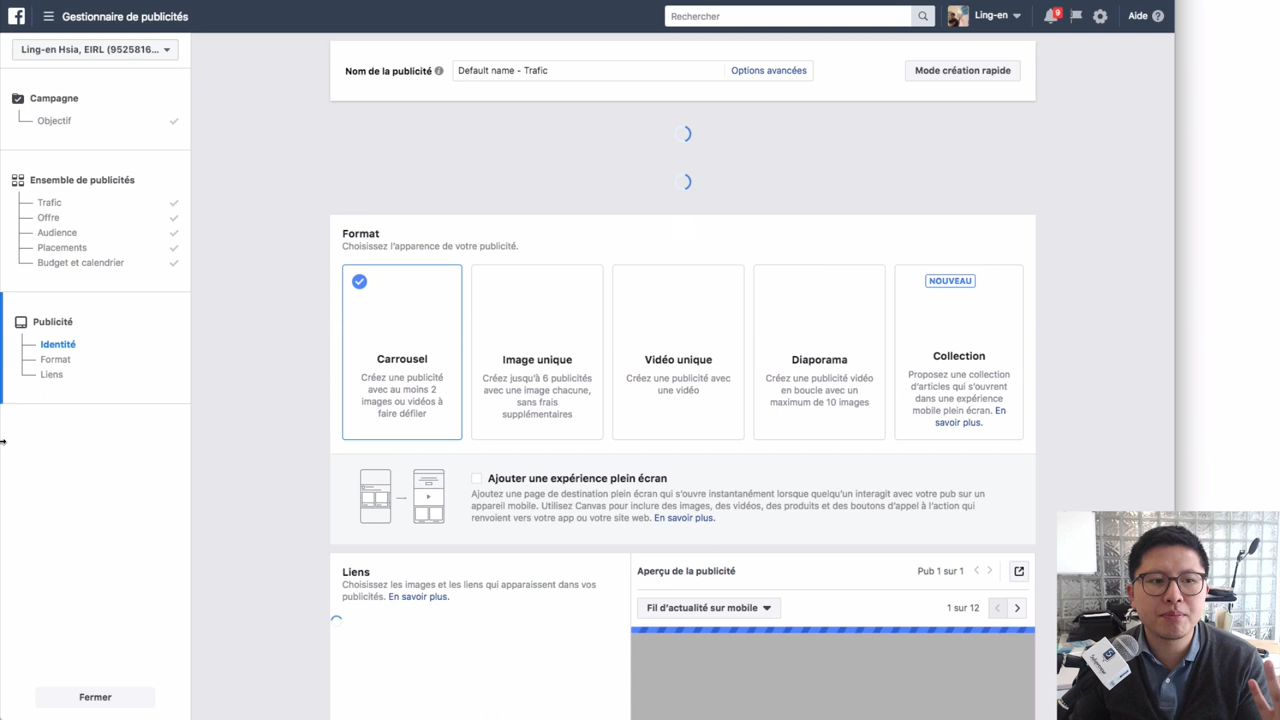 Gestionnaire de publicités
Rechercher
Ling-en
9
Aide
Ling-en Hsia, EIRL (9525816...
Campagne
Objectif
Ensemble de publicités
Trafic
Offre
Audience
Placements
Budget et calendrier
Publicité
Identité
Format
Liens
Fermer
Nom de la publicité
Default name - Trafic
Options avancées
Mode création rapide
Format
Choisissez l'apparence de votre publicité.
Carrousel
Créez une publicité
avec au moins 2
images ou vidéos à
faire défiler
Image unique
Créez jusqu'à 6 publicités
avec une image chacune,
sans frais
supplémentaires
Vidéo unique
Créez une publicité avec
une vidéo
Diaporama
Créez une publicité vidéo
en boucle avec un
maximum de 10 images
NOUVEAU
Collection
Proposez une collection
d'articles qui s'ouvrent
dans une expérience
mobile plein écran. En
savoir plus.
Ajouter une expérience plein écran
Ajoutez une page de destination plein écran qui s'ouvre instantanément lorsque quelqu'un interagit avec votre pub sur un
appareil mobile. Utilisez Canvas pour inclure des images, des vidéos, des produits et des boutons d'appel à l'action qui
renvoient vers votre app ou votre site web. En savoir plus.
Liens
Choisissez les images et les liens qui apparaissent dans vos
publicités. En savoir plus.
Aperçu de la publicité
Pub 1 sur 1
Fil d'actualité sur mobile
1 sur 12